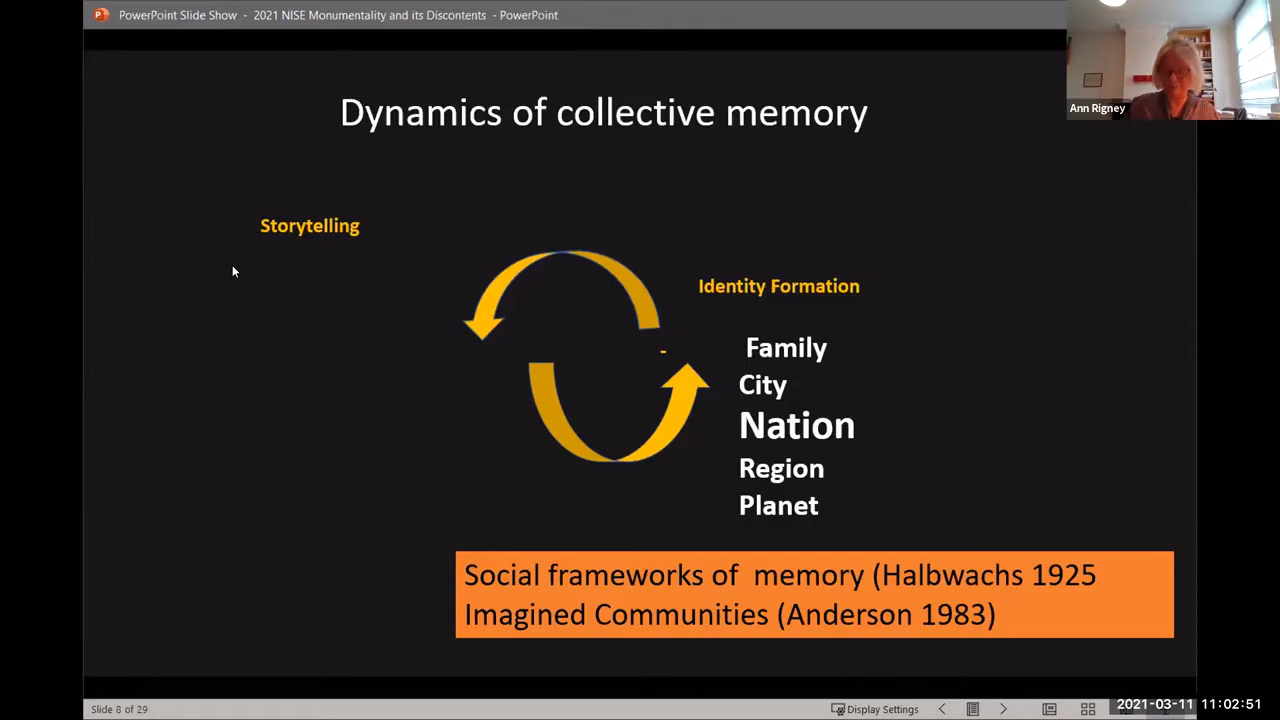 PowerPoint Slide Show - 2021 NISE Monumentality and its Discontents - PowerPoint
Ann Rigney
Dynamics of collective memory
Storytelling
Identity Formation
-
Family
City
Nation
Region
Planet
Social frameworks of memory (Halbwachs 1925
Imagined Communities (Anderson 1983)
Slide 8 of 29
Display Settings
2021-03-11 11:02:51